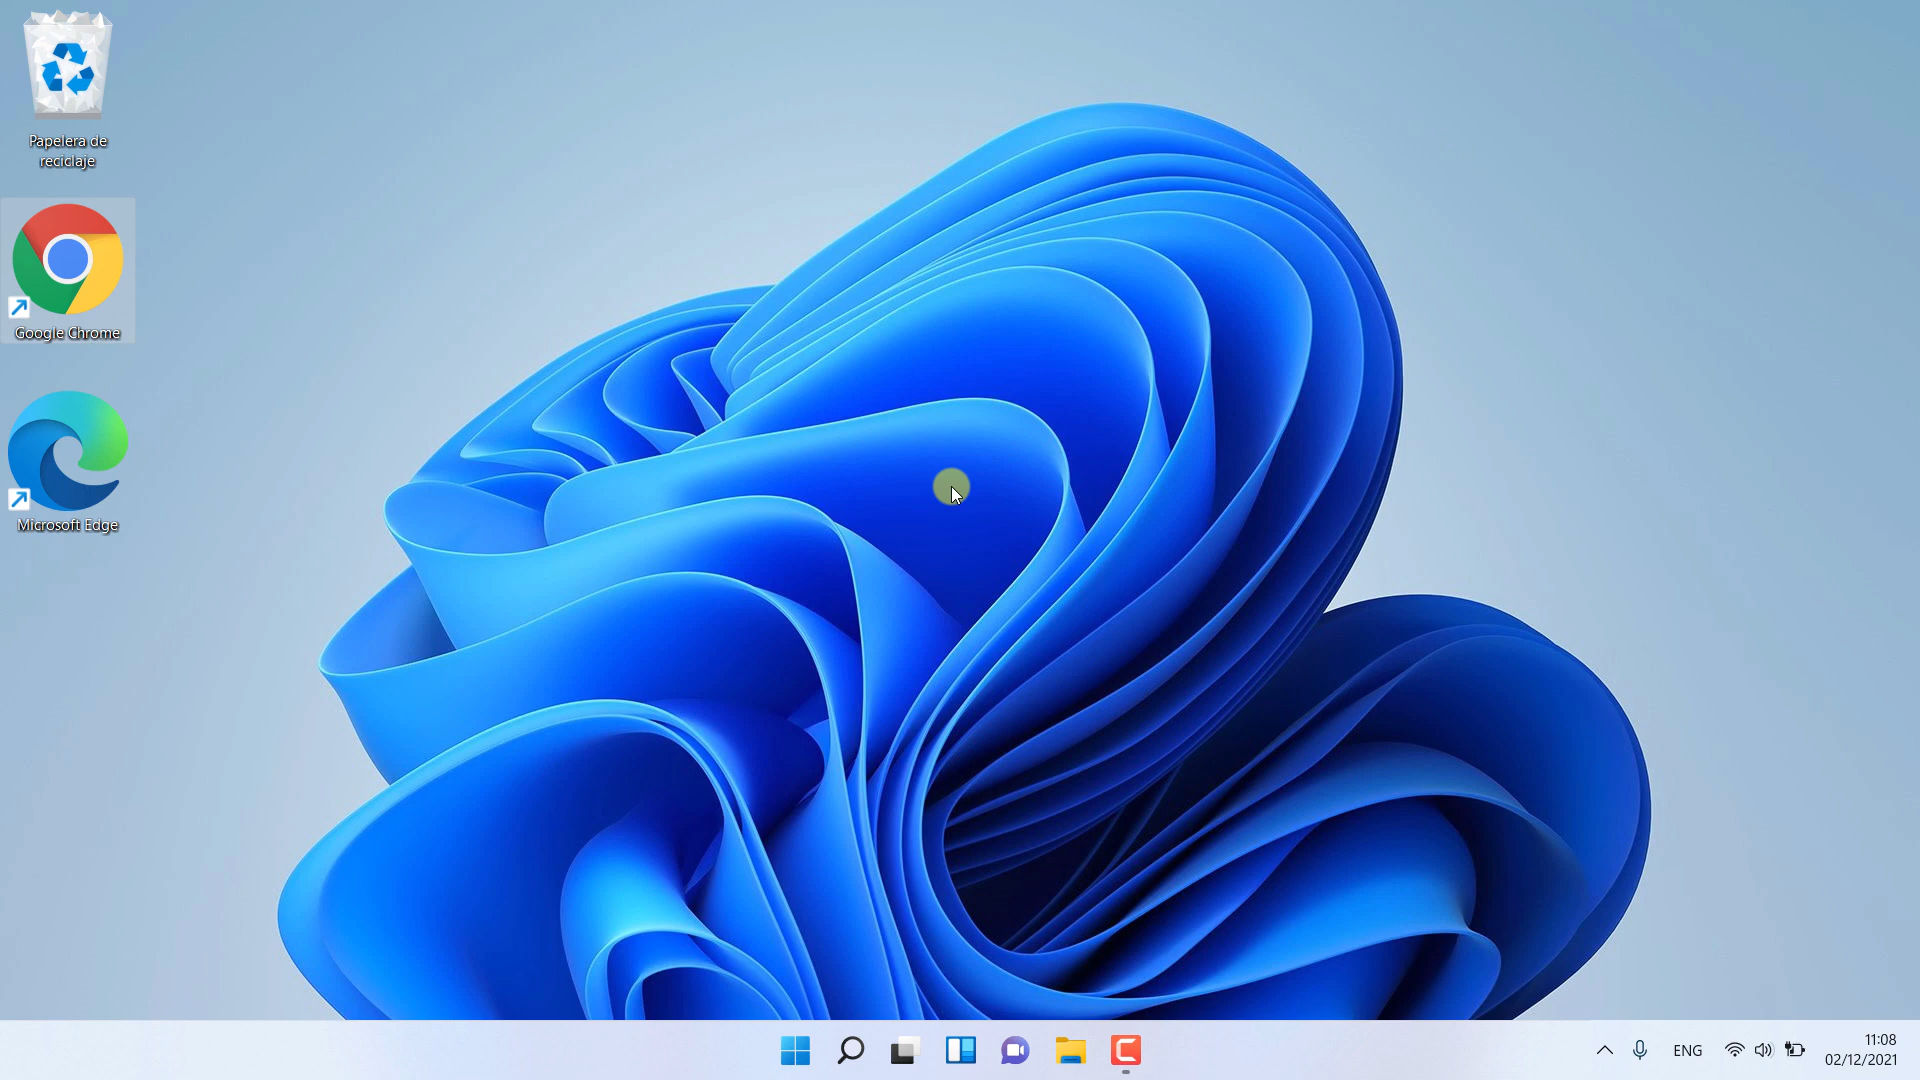 Papelera de
reciclaje
Google Chrome
Microsoft Edge
ENG
11:08
02/12/2021